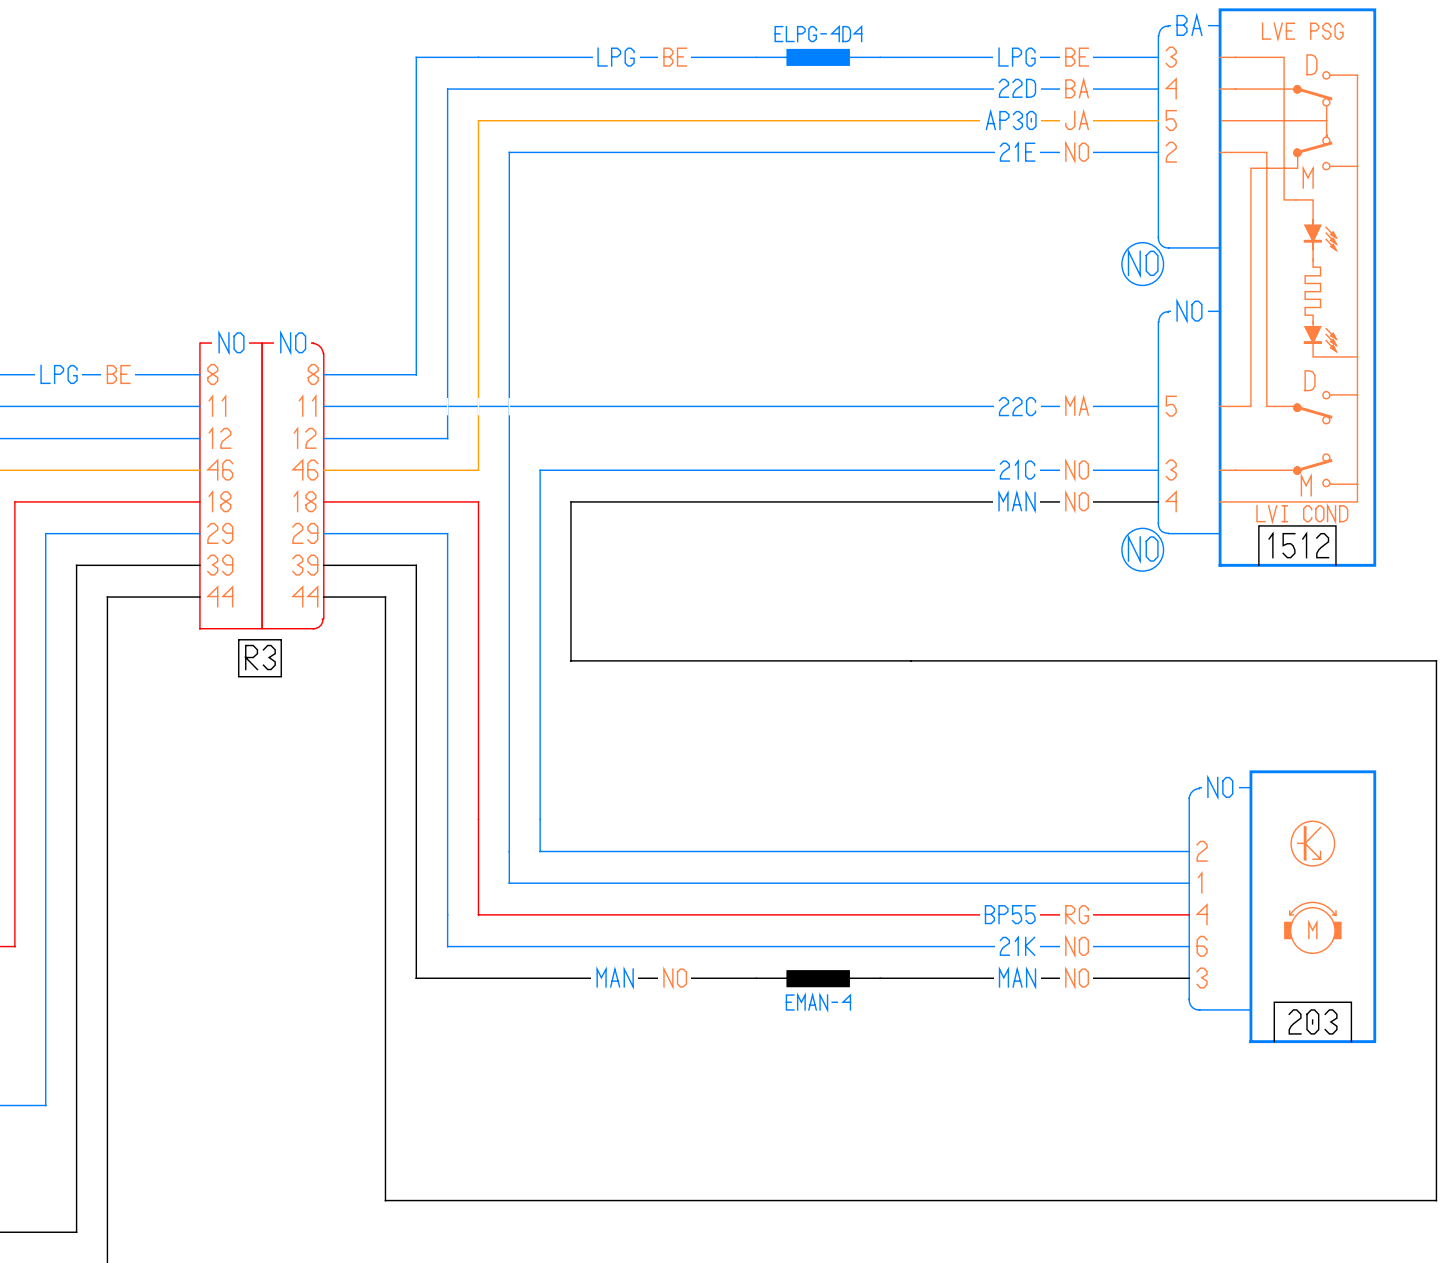 ELPG-4D4
BA
LVE PSG
LPG BE LPG BE 3
D
22D BA 4
AP30 JA 5
21E NO 2
M
NO
NO
NO NO
LPG BE 8 8
D
11 11 22C MA 5
12 12
46 46 21C NO 3
M
18 18 MAN NO 4
LVI COND
29 29
NO
1512
39 39
44 44
R3
NO
2
1
BP55 RG 4
M
21K NO 6
MAN NO MAN NO 3
EMAN-4
203